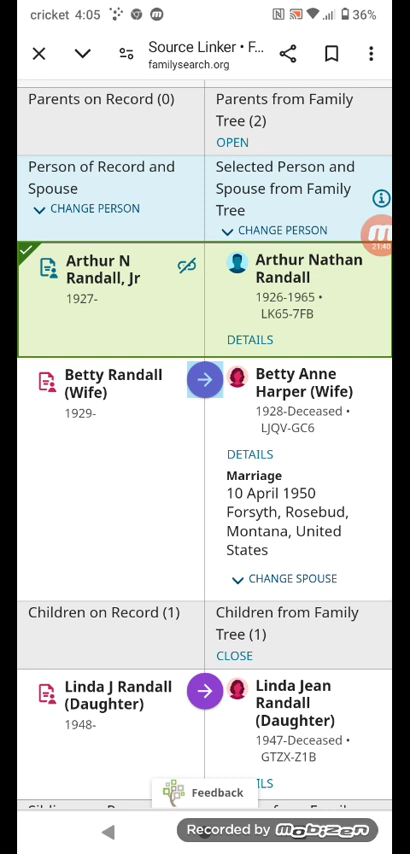 cricket 4:05
36%
Source Linker • F...
familysearch.org
Parents on Record (0)
Parents from Family
Tree (2)
OPEN
Person of Record and
Spouse
CHANGE PERSON
Selected Person and
Spouse from Family
Tree
CHANGE PERSON
21:40
Arthur N
Randall, Jr
1927-
Arthur Nathan
Randall
1926-1965 •
LK65-7FB
DETAILS
Betty Randall
(Wife)
1929-
Betty Anne
Harper (Wife)
1928-Deceased •
LJQV-GC6
DETAILS
Marriage
10 April 1950
Forsyth, Rosebud,
Montana, United
States
CHANGE SPOUSE
Children on Record (1)
Children from Family
Tree (1)
CLOSE
Linda J Randall
(Daughter)
1948-
Linda Jean
Randall
(Daughter)
1947-Deceased •
GTZX-Z1B
ILS
Feedback
Recorded by mobizen